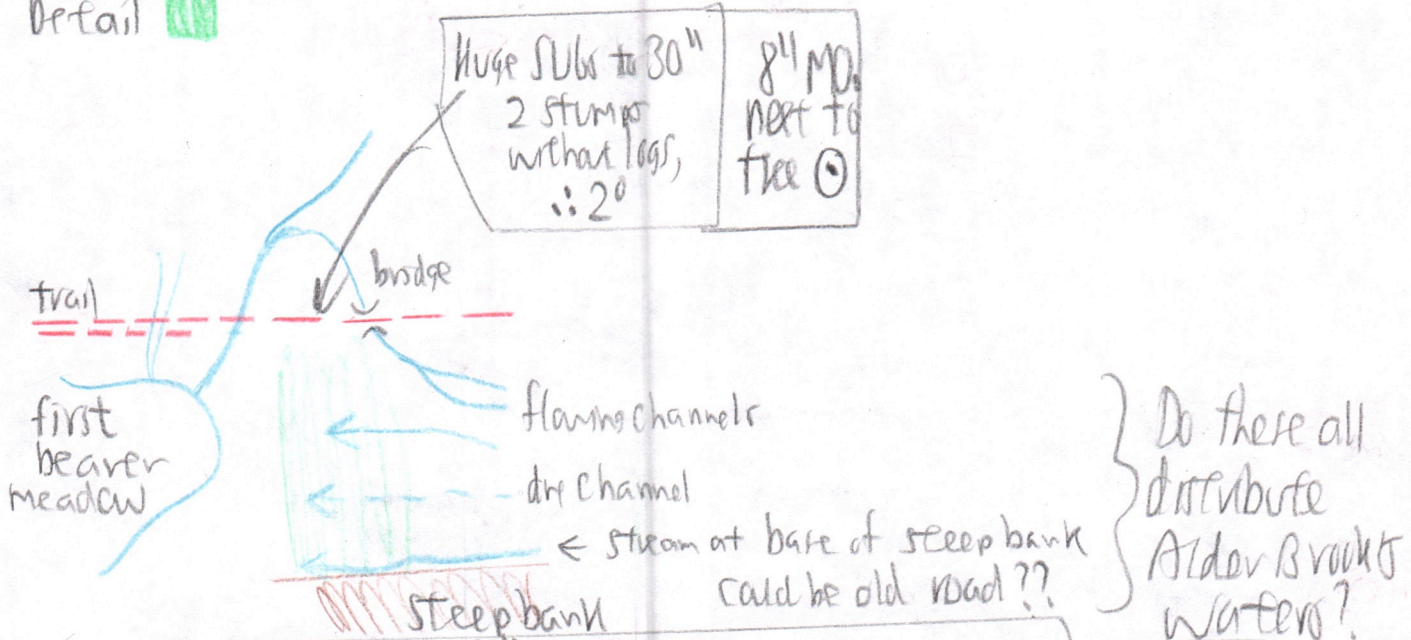 Detail
Huge SUGs to 30"
2 stumps
without logs,
∴ 2°
8" MD.
next to
tree
bridge
trail
first
beaver
meadow
flowing channels
dry channel
← stream at base of steep bank
could be old road??
steep bank
Do these all
distribute
Alder Brook's
waters?